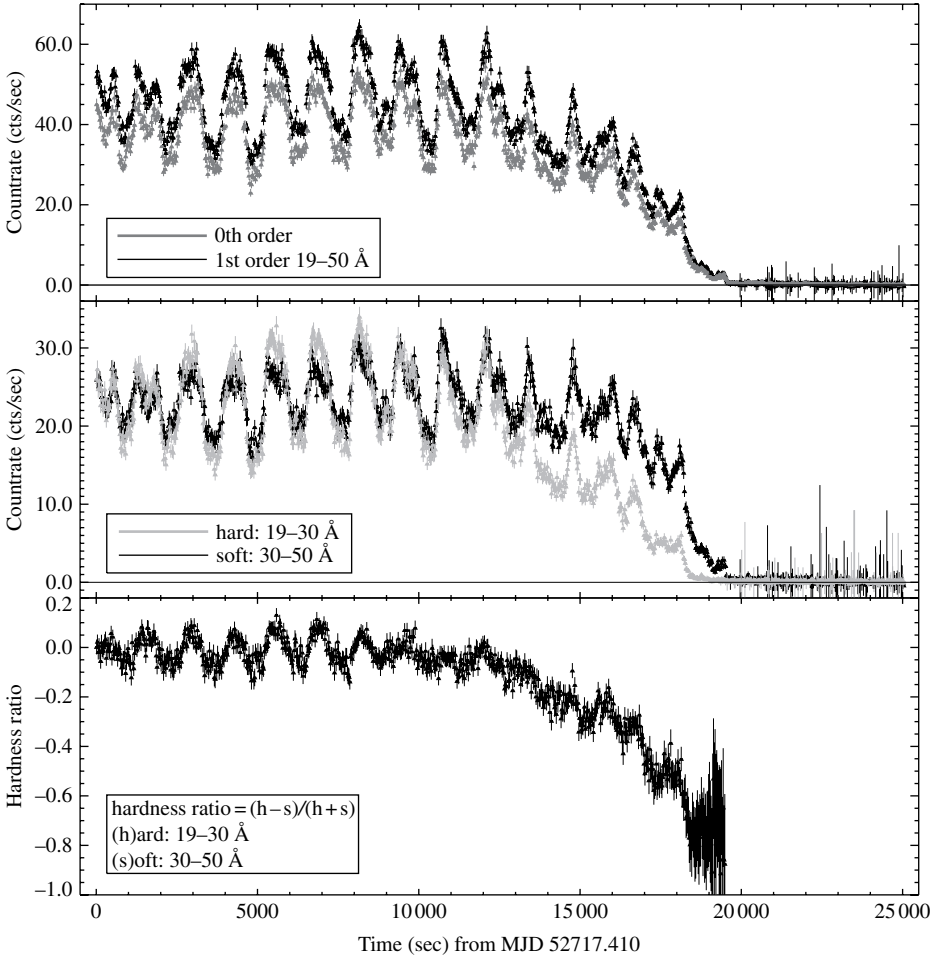 Countrate (cts/sec)
60.0
40.0
20.0
0.0
0th order
1st order 19–50 Å
Countrate (cts/sec)
30.0
20.0
10.0
0.0
hard: 19–30 Å
soft: 30–50 Å
Hardness ratio
0.2
0.0
−0.2
−0.4
−0.6
−0.8
−1.0
hardness ratio = (h−s)/(h+s)
(h)ard: 19–30 Å
(s)oft: 30–50 Å
0 5000 10 000 15 000 20 000 25 000
Time (sec) from MJD 52717.410